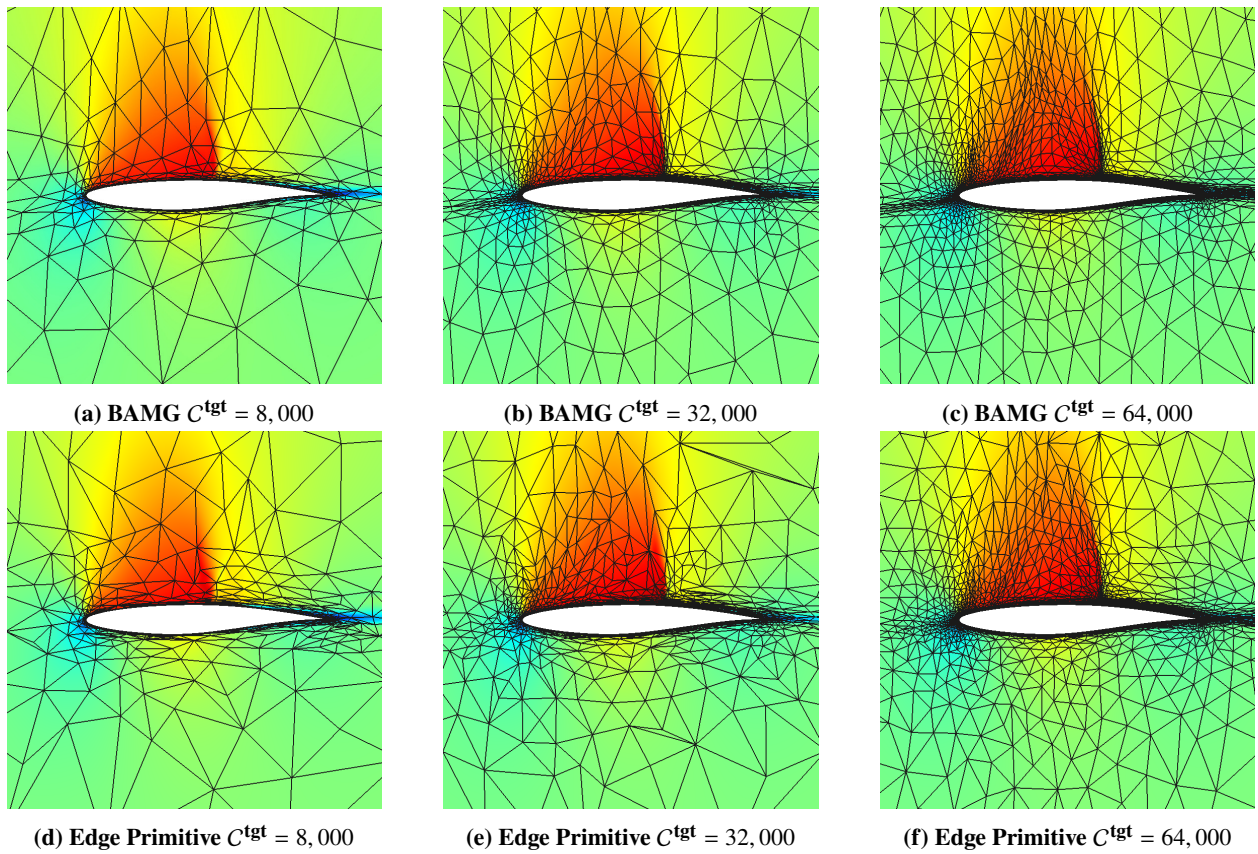 (a) BAMG C^tgt = 8,000
(b) BAMG C^tgt = 32,000
(c) BAMG C^tgt = 64,000
(d) Edge Primitive C^tgt = 8,000
(e) Edge Primitive C^tgt = 32,000
(f) Edge Primitive C^tgt = 64,000